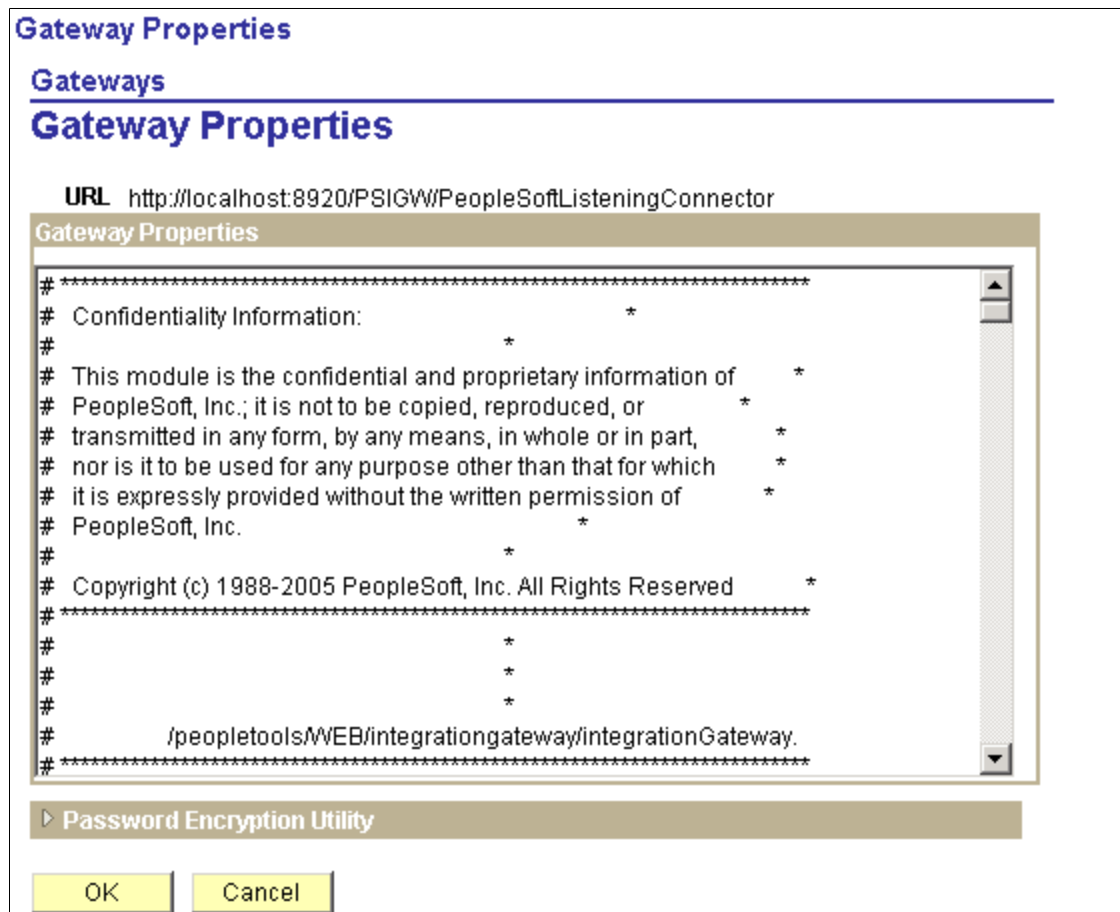 Gateway Properties
Gateways
Gateway Properties
URL http://localhost:8920/PSIGW/PeopleSoftListeningConnector
Gateway Properties
# ***************************************************************************
# Confidentiality Information: *
# *
# This module is the confidential and proprietary information of *
# PeopleSoft, Inc.; it is not to be copied, reproduced, or *
# transmitted in any form, by any means, in whole or in part, *
# nor is it to be used for any purpose other than that for which *
# it is expressly provided without the written permission of *
# PeopleSoft, Inc. *
# *
# Copyright (c) 1988-2005 PeopleSoft, Inc. All Rights Reserved *
# ***************************************************************************
# *
# *
# *
# /peopletools/WEB/integrationgateway/integrationGateway.
# ***************************************************************************
Password Encryption Utility
OK Cancel